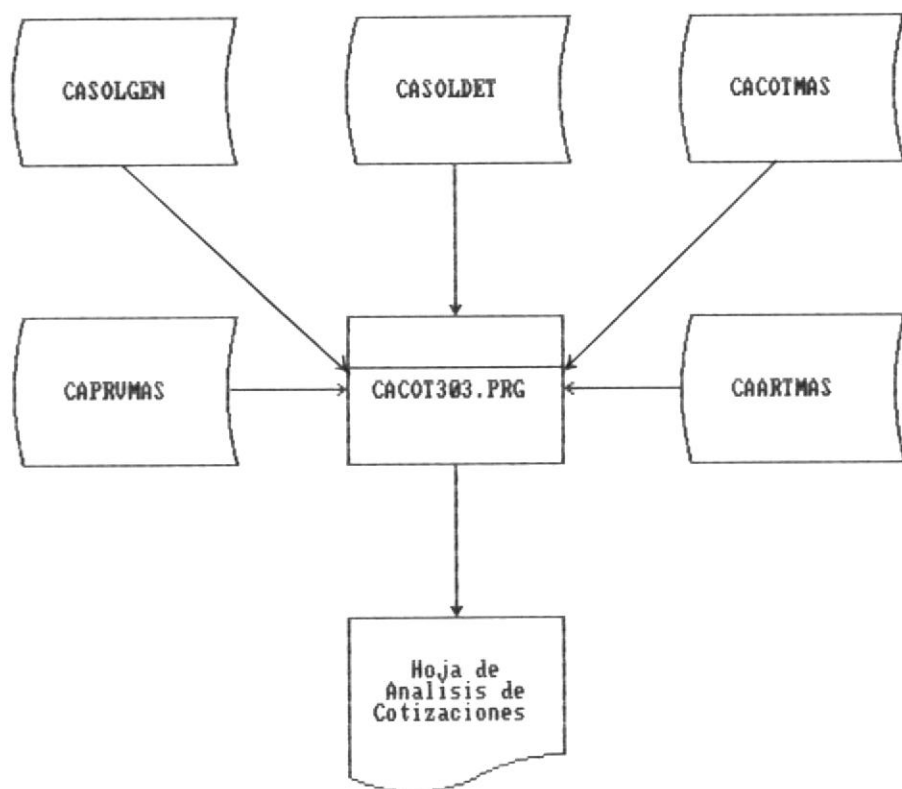 CASOLGEN
CASOLDET
CACOTMAS
CAPRVMAS
CACOT303.PRG
CAARTMAS
Hoja de
Analisis de
Cotizaciones